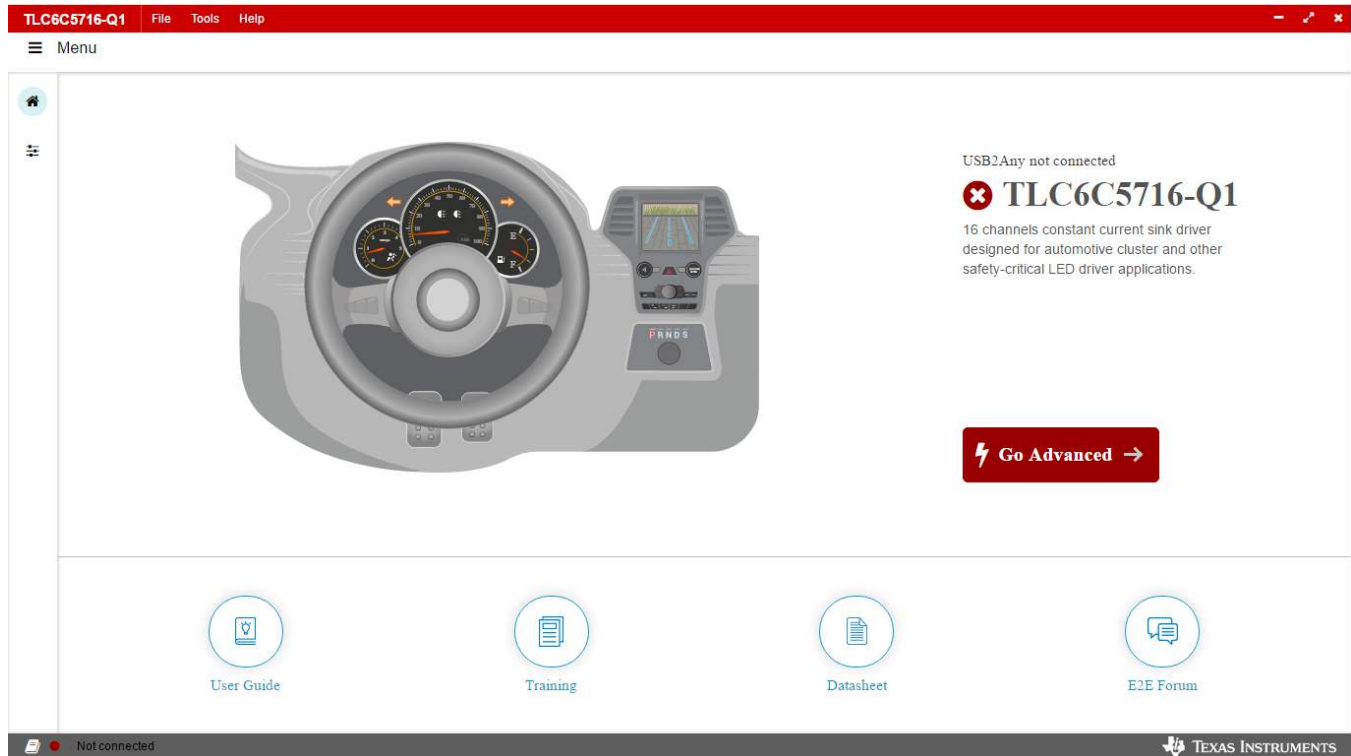 TLC6C5716-Q1 File Tools Help
Menu
USB2Any not connected
TLC6C5716-Q1
16 channels constant current sink driver
designed for automotive cluster and other
safety-critical LED driver applications.
E
F
PRNDS
Go Advanced
User Guide Training Datasheet E2E Forum
Not connected TEXAS INSTRUMENTS